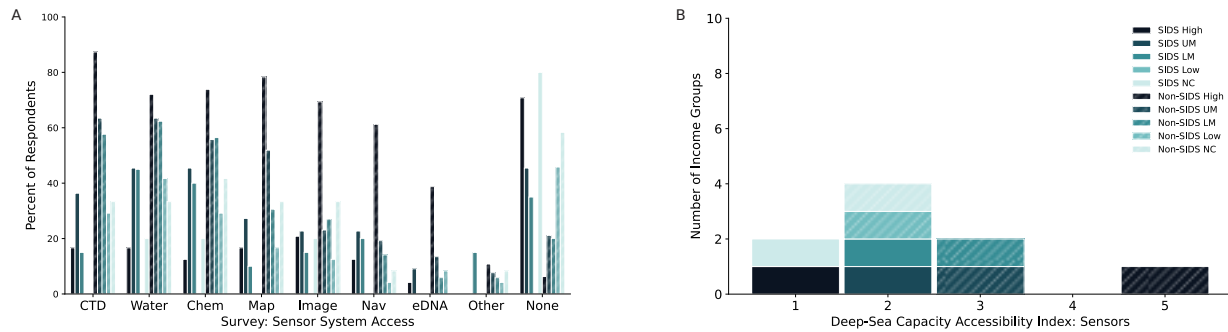 A
Percent of Respondents
100
80
60
40
20
0
CTD Water Chem Map Image Nav eDNA Other None
Survey: Sensor System Access
B
Number of Income Groups
10
8
6
4
2
0
1 2 3 4 5
Deep-Sea Capacity Accessibility Index: Sensors
SIDS High
SIDS UM
SIDS LM
SIDS Low
SIDS NC
Non-SIDS High
Non-SIDS UM
Non-SIDS LM
Non-SIDS Low
Non-SIDS NC